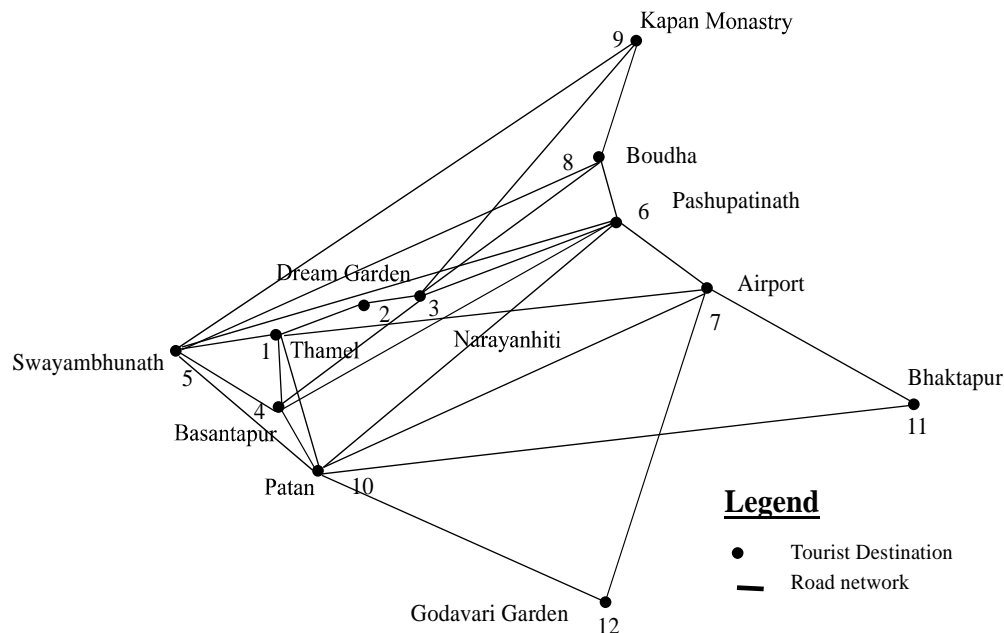 Kapan Monastry
9
8
Boudha
Pashupatinath
6
Dream Garden
Airport
2
3
7
Narayanhiti
1
Thamel
Swayambhunath
5
Bhaktapur
4
11
Basantapur
Patan
10
Legend
Tourist Destination
Road network
Godavari Garden
12